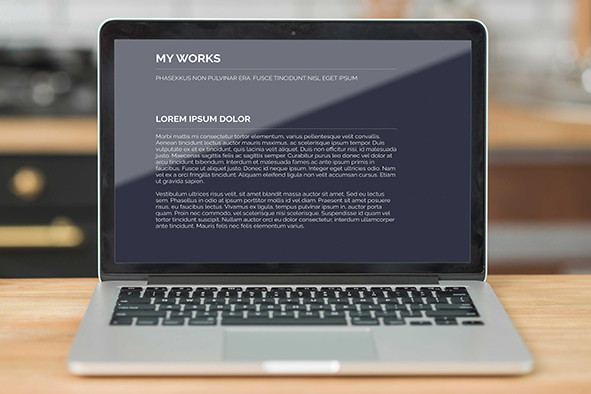 MY WORKS
PHASEKKUS NON PULVINAR ERA. FUSCE TINCIDUNT NISI, EGET IPSUM
LOREM IPSUM DOLOR
Morbi mattis mi consectetur tortor elementum, varius pellentesque velit convallis.
Aenean tincidunt lectus auctor mauris maximus, ac scelerisque ipsum tempor. Duis
vulputate ex et ex tincidunt, quis lacinia velit aliquet. Duis non efficitur nisi, id malesuada
justo. Maecenas sagittis felis ac sagittis semper. Curabitur purus leo, donec vel dolor at
arcu tincidunt bibendum. Interdum et malesuada fames ac ante ipsum primis in
faucibus. Fusce ut aliquet justo. Donec id neque ipsum. Integer eget ultricies odio. Nam
vel ex a orci fringilla tincidunt. Aliquam eleifend ligula non velit accumsan cursus. Etiam
ut gravida sapien.
Vestibulum ultrices risus velit, sit amet blandit massa auctor sit amet. Sed eu lectus
sem. Phasellus in odio at ipsum porttitor mollis id vel diam. Praesent sit amet posuere
risus, eu faucibus lectus. Vivamus ex ligula, tempus pulvinar ipsum in, auctor porta
quam. Proin nec commodo, vel scelerisque nisi scelerisque. Suspendisse id quam vel
tortor tincidunt suscipit. Nullam auctor orci eu dolor consectetur, interdum ullamcorper
ante tincidunt. Mauris felis nec felis elementum varius.